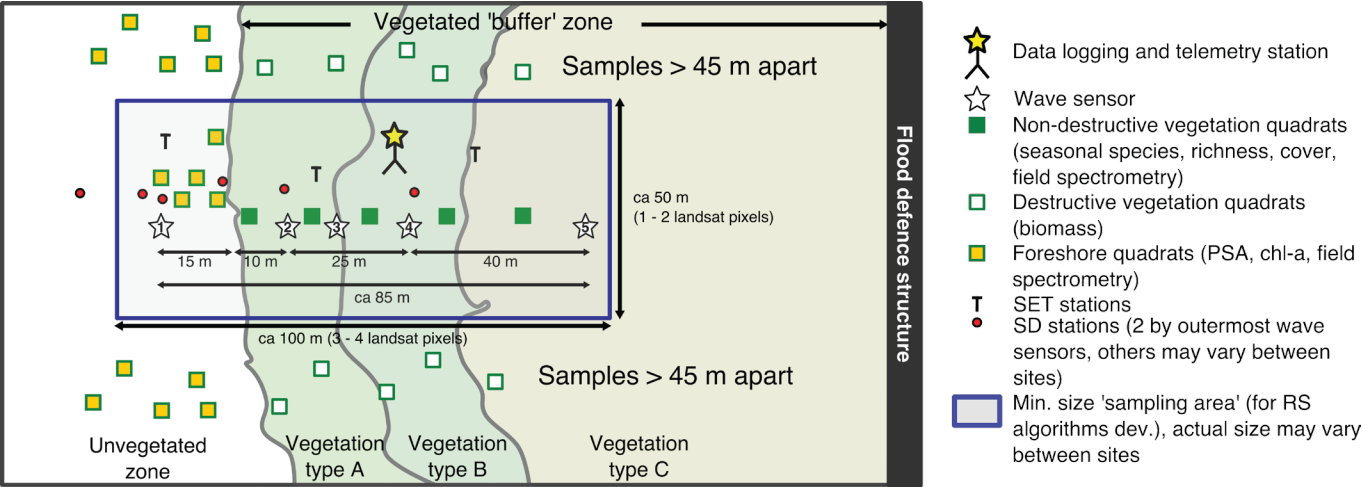 Vegetated 'buffer' zone
Samples > 45 m apart
T
T
T
1
2
3
4
5
15 m
10 m
25 m
40 m
ca 85 m
ca 50 m
(1 - 2 landsat pixels)
ca 100 m (3 - 4 landsat pixels)
Samples > 45 m apart
Unvegetated
zone
Vegetation
type A
Vegetation
type B
Vegetation
type C
Flood defence structure
Data logging and telemetry station
Wave sensor
Non-destructive vegetation quadrats
(seasonal species, richness, cover,
field spectrometry)
Destructive vegetation quadrats
(biomass)
Foreshore quadrats (PSA, chl-a, field
spectrometry)
T SET stations
SD stations (2 by outermost wave
sensors, others may vary between
sites)
Min. size 'sampling area' (for RS
algorithms dev.), actual size may vary
between sites